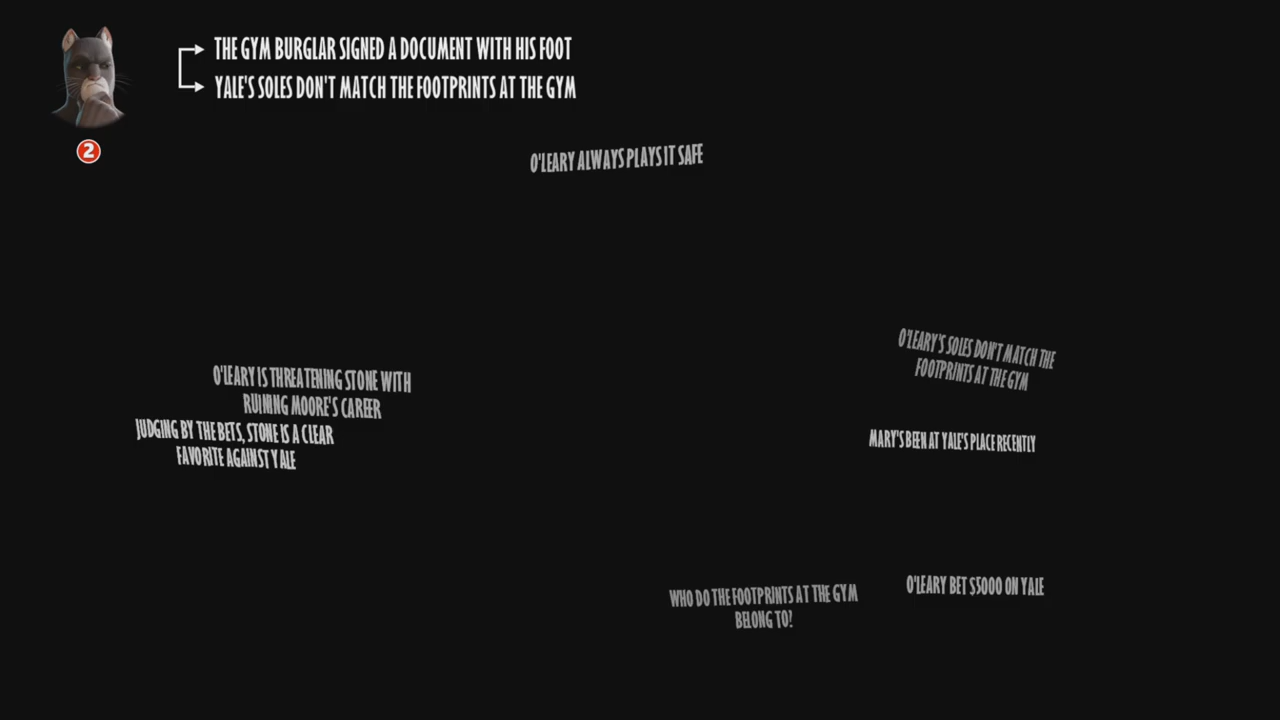 THE GYM BURGLAR SIGNED A DOCUMENT WITH HIS FOOT
YALE'S SOLES DON'T MATCH THE FOOTPRINTS AT THE GYM
2
O'LEARY ALWAYS PLAYS IT SAFE
O'LEARY'S SOLES DON'T MATCH THE
FOOTPRINTS AT THE GYM
O'LEARY IS THREATENING STONE WITH
RUINING MOORE'S CAREER
JUDGING BY THE BETS, STONE IS A CLEAR
FAVORITE AGAINST YALE
MARY'S BEEN AT YALE'S PLACE RECENTLY
WHO DO THE FOOTPRINTS AT THE GYM
BELONG TO?
O'LEARY BET $5000 ON YALE